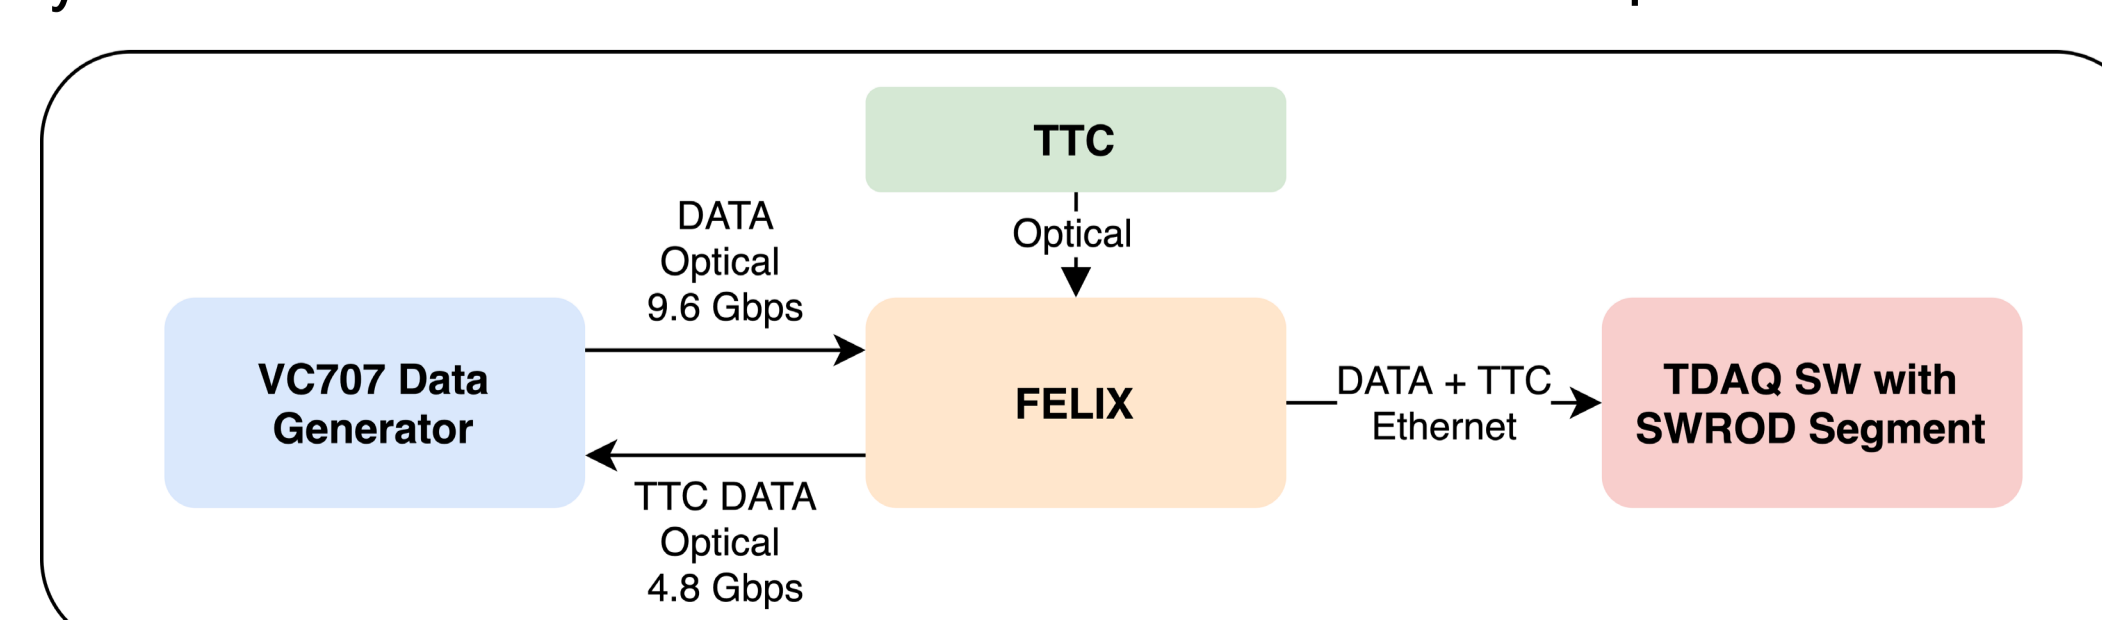 TTC
DATA
Optical
9.6 Gbps
Optical
VC707 Data
Generator
FELIX
DATA + TTC
Ethernet
TDAQ SW with
SWROD Segment
TTC DATA
Optical
4.8 Gbps